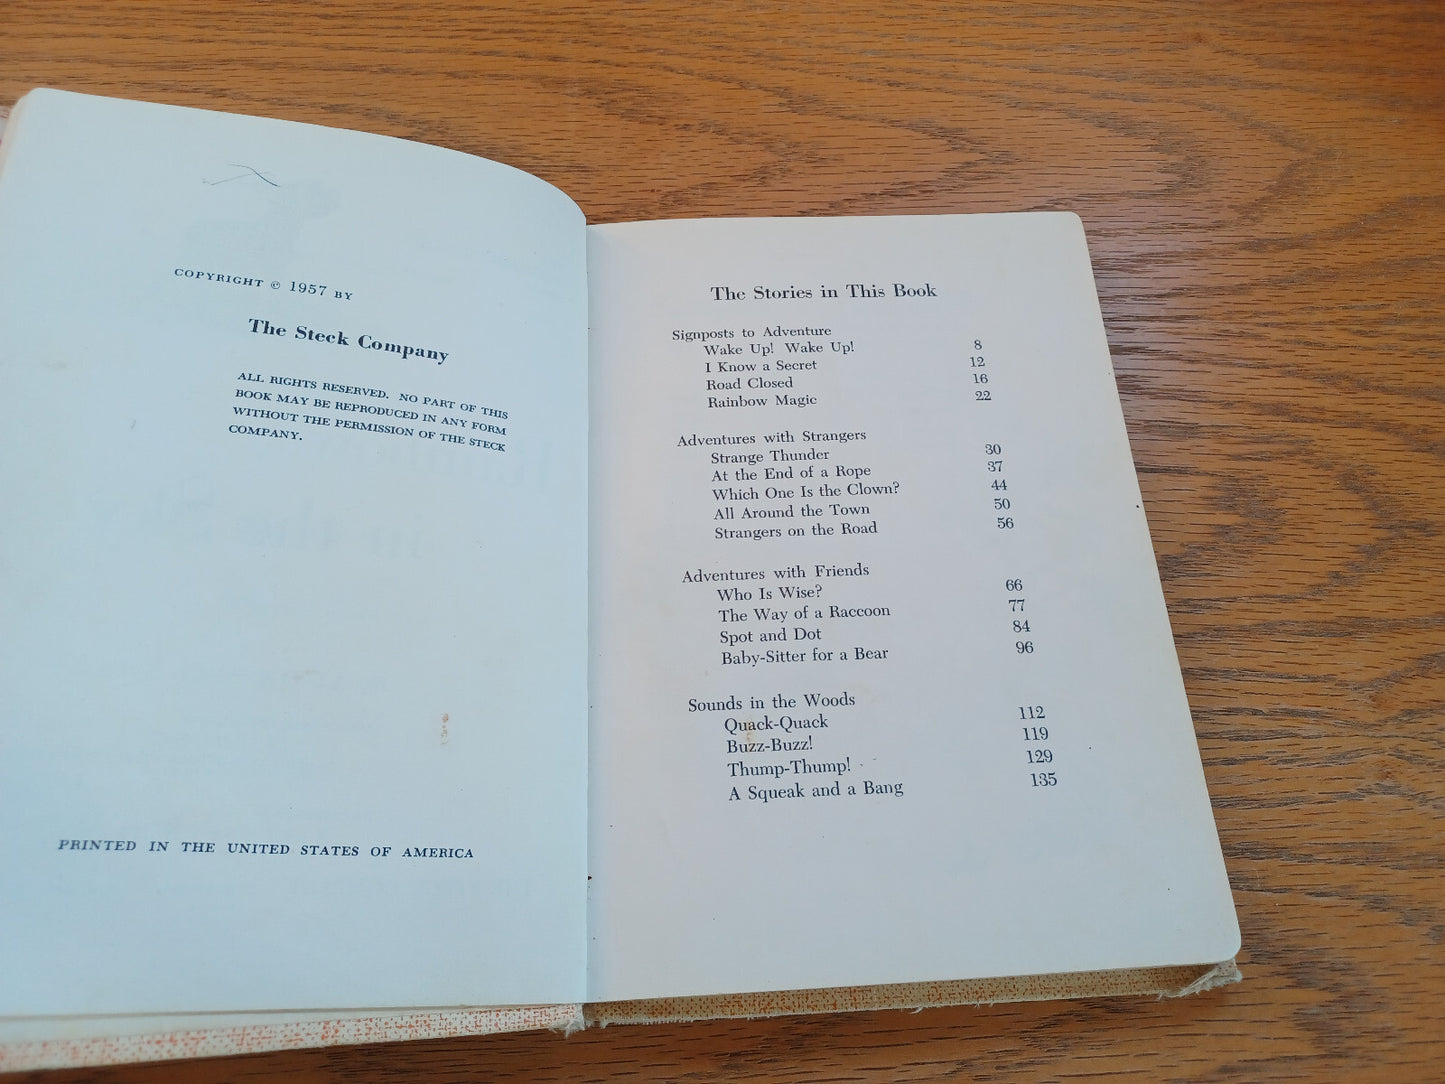 COPYRIGHT © 1957 BY
The Steck Company
ALL RIGHTS RESERVED. NO PART OF THIS
BOOK MAY BE REPRODUCED IN ANY FORM
WITHOUT THE PERMISSION OF THE STECK
COMPANY.
PRINTED IN THE UNITED STATES OF AMERICA
The Stories in This Book
Signposts to Adventure
Wake Up! Wake Up! 8
I Know a Secret 12
Road Closed 16
Rainbow Magic 22
Adventures with Strangers
Strange Thunder 30
At the End of a Rope 37
Which One Is the Clown? 44
All Around the Town 50
Strangers on the Road 56
Adventures with Friends
Who Is Wise? 66
The Way of a Raccoon 77
Spot and Dot 84
Baby-Sitter for a Bear 96
Sounds in the Woods
Quack-Quack 112
Buzz-Buzz! 119
Thump-Thump! 129
A Squeak and a Bang 135